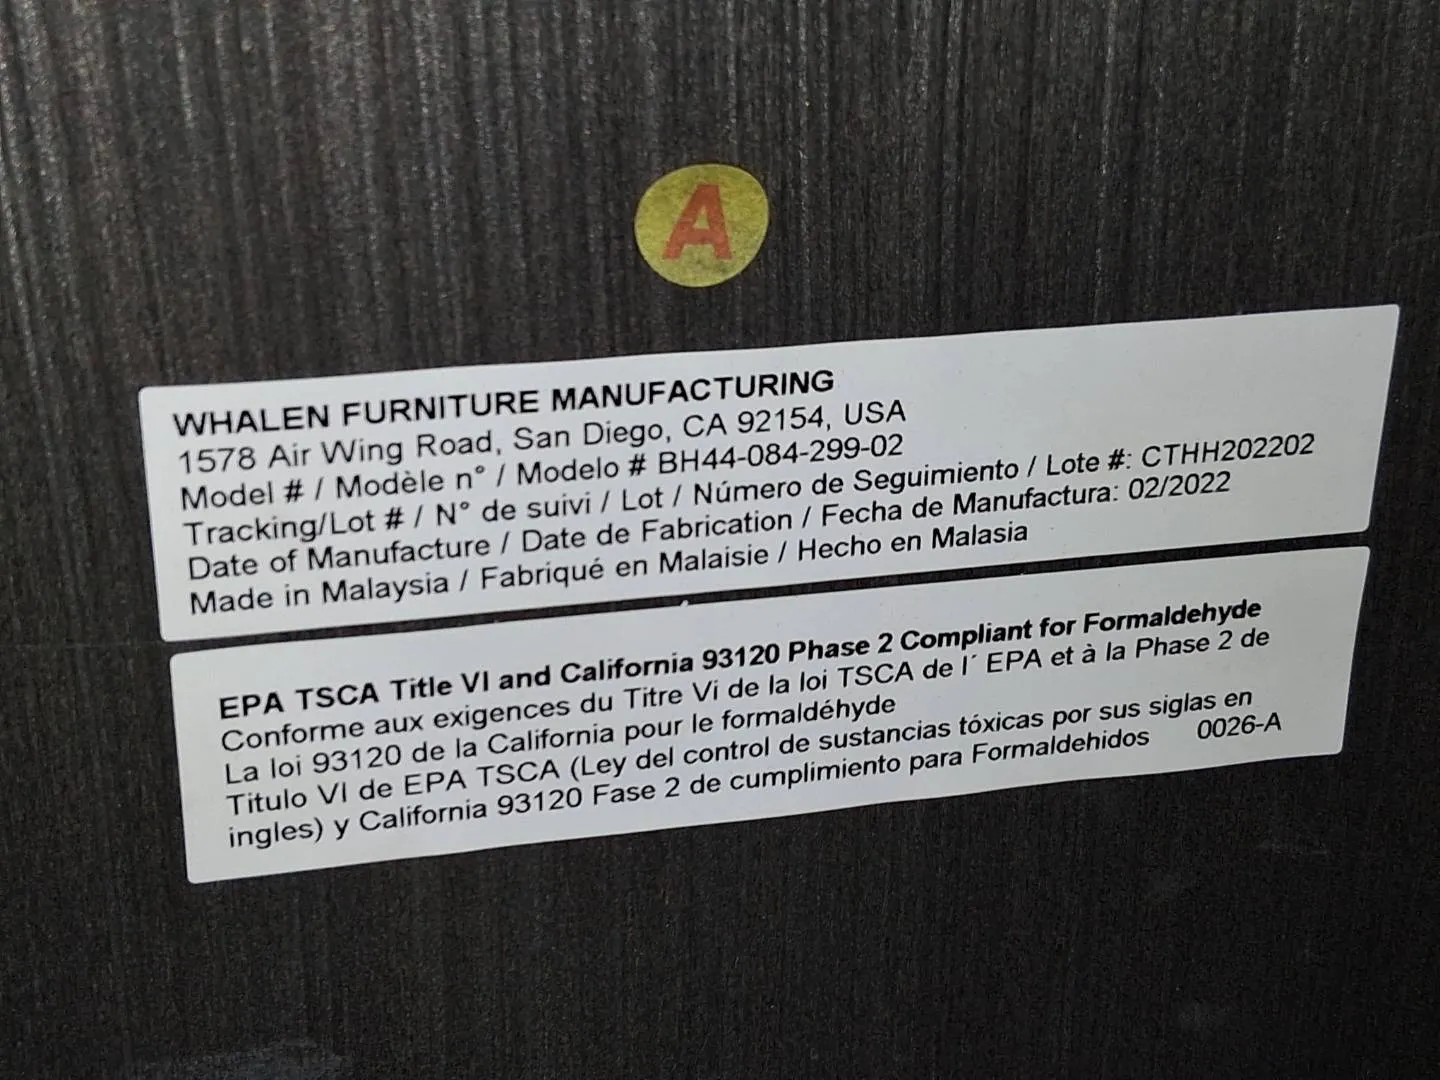 A
WHALEN FURNITURE MANUFACTURING
1578 Air Wing Road, San Diego, CA 92154, USA
Model # / Modèle n° / Modelo # BH44-084-299-02
Tracking/Lot # / N° de suivi / Lot / Número de Seguimiento / Lote #: CTHH202202
Date of Manufacture / Date de Fabrication / Fecha de Manufactura: 02/2022
Made in Malaysia / Fabriqué en Malaisie / Hecho en Malasia
EPA TSCA Title VI and California 93120 Phase 2 Compliant for Formaldehyde
Conforme aux exigences du Titre Vi de la loi TSCA de l´ EPA et à la Phase 2 de
La loi 93120 de la California pour le formaldéhyde
Titulo VI de EPA TSCA (Ley del control de sustancias tóxicas por sus siglas en
ingles) y California 93120 Fase 2 de cumplimiento para Formaldehidos 0026-A